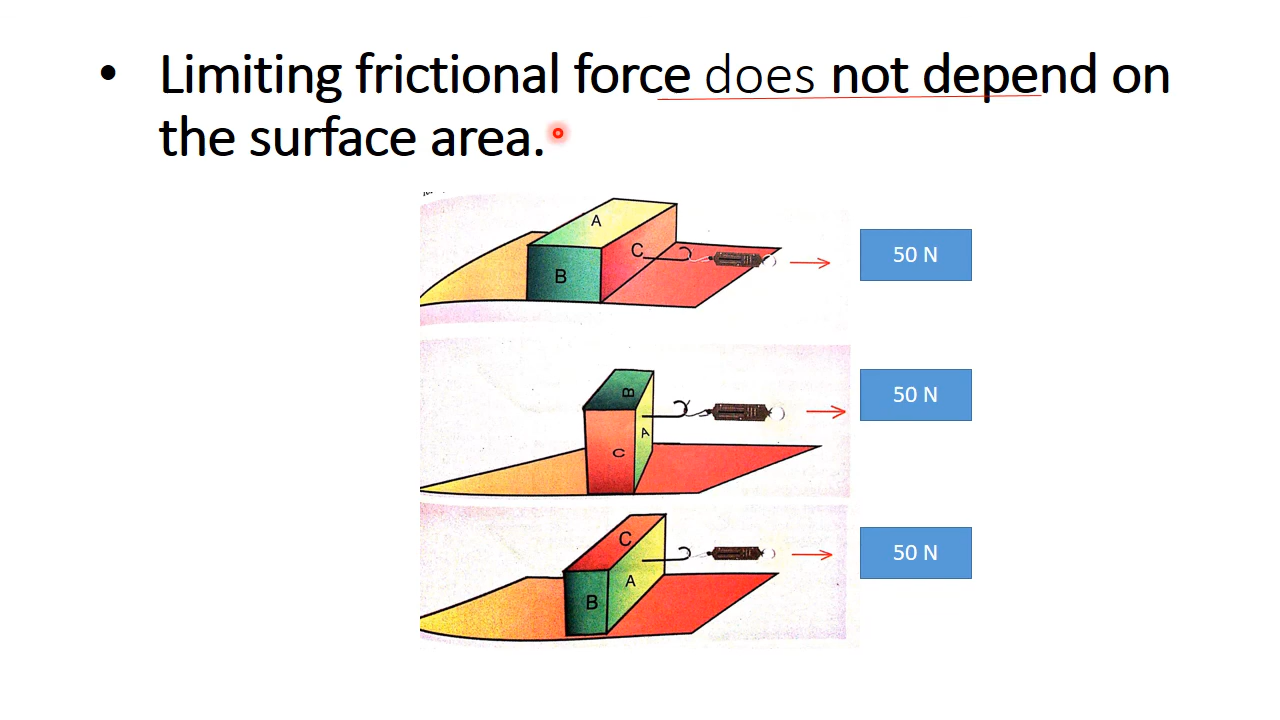 • Limiting frictional force does not depend on
the surface area.
A
C
B
50 N
B
A
C
50 N
C
A
B
50 N